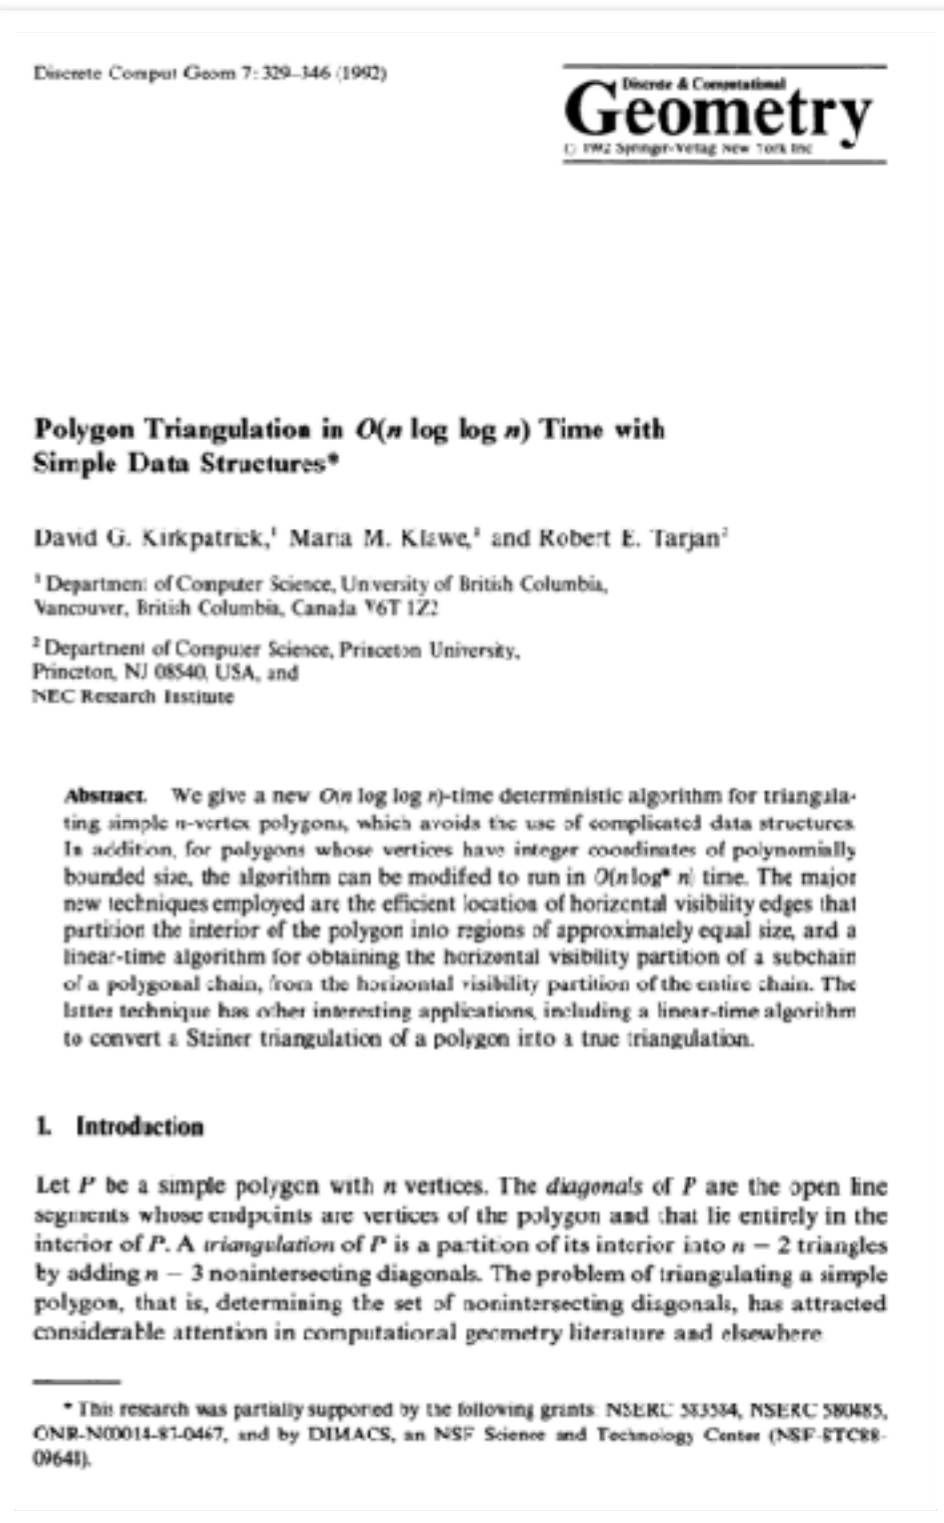 Discrete Comput Geom 7:329–346 (1992)
Discrete & Computational
Geometry
© 1992 Springer-Verlag New York Inc
Polygon Triangulation in O(n log log n) Time with
Simple Data Structures*
David G. Kirkpatrick,¹ Maria M. Klawe,¹ and Robert E. Tarjan²
¹ Department of Computer Science, University of British Columbia,
Vancouver, British Columbia, Canada V6T 1Z2
² Department of Computer Science, Princeton University,
Princeton, NJ 08540, USA, and
NEC Research Institute
Abstract. We give a new O(n log log n)-time deterministic algorithm for triangula-
ting simple n-vertex polygons, which avoids the use of complicated data structures.
In addition, for polygons whose vertices have integer coordinates of polynomially
bounded size, the algorithm can be modifed to run in O(n log* n) time. The major
new techniques employed are the efficient location of horizontal visibility edges that
partition the interior of the polygon into regions of approximately equal size, and a
linear-time algorithm for obtaining the horizontal visibility partition of a subchain
of a polygonal chain, from the horizontal visibility partition of the entire chain. The
latter technique has other interesting applications, including a linear-time algorithm
to convert a Steiner triangulation of a polygon into a true triangulation.
1. Introduction
Let P be a simple polygon with n vertices. The diagonals of P are the open line
segments whose endpoints are vertices of the polygon and that lie entirely in the
interior of P. A triangulation of P is a partition of its interior into n − 2 triangles
by adding n − 3 nonintersecting diagonals. The problem of triangulating a simple
polygon, that is, determining the set of nonintersecting diagonals, has attracted
considerable attention in computational geometry literature and elsewhere
* This research was partially supported by the following grants: NSERC 583584, NSERC 580485,
ONR-N00014-87-0467, and by DIMACS, an NSF Science and Technology Center (NSF-STC88-
09648).